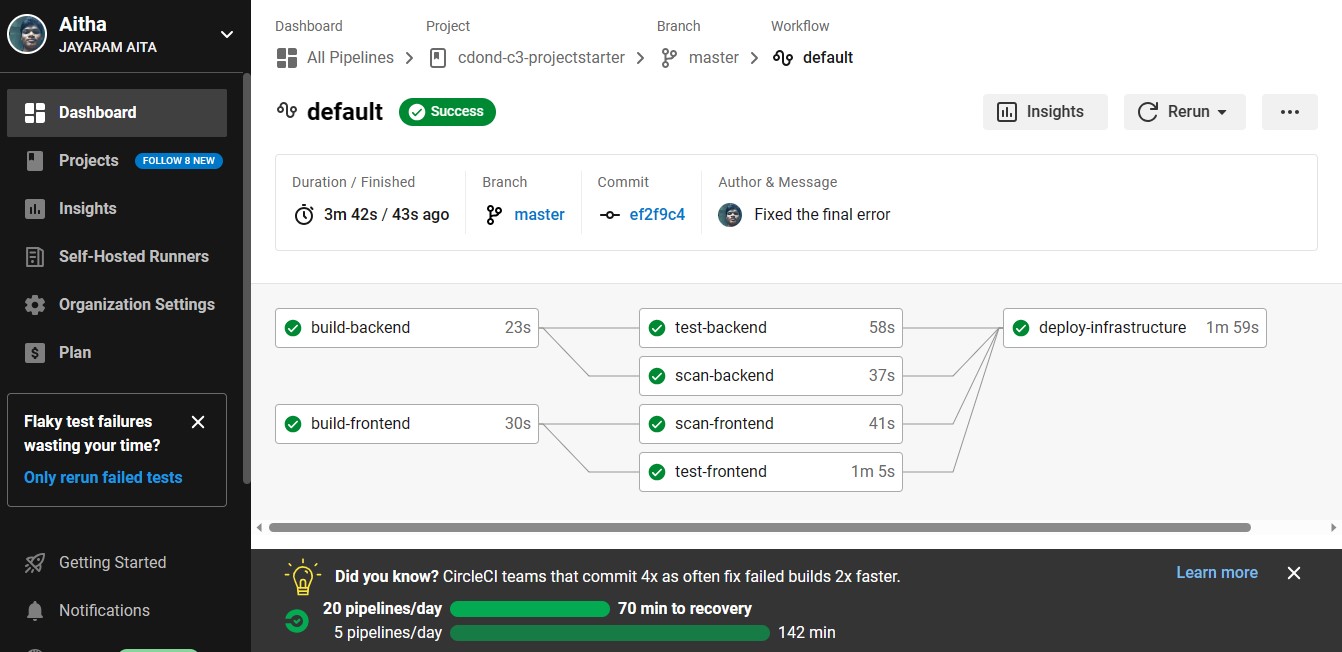 Aitha
JAYARAM AITA
Dashboard
Projects FOLLOW 8 NEW
Insights
Self-Hosted Runners
Organization Settings
$ Plan
Flaky test failures
wasting your time?
Only rerun failed tests
Getting Started
Notifications
Dashboard Project Branch Workflow
All Pipelines cdond-c3-projectstarter master default
default Success Insights Rerun
Duration / Finished Branch Commit Author & Message
3m 42s / 43s ago master ef2f9c4 Fixed the final error
build-backend 23s test-backend 58s deploy-infrastructure 1m 59s
scan-backend 37s
build-frontend 30s scan-frontend 41s
test-frontend 1m 5s
Did you know? CircleCI teams that commit 4x as often fix failed builds 2x faster. Learn more
20 pipelines/day 70 min to recovery
5 pipelines/day 142 min